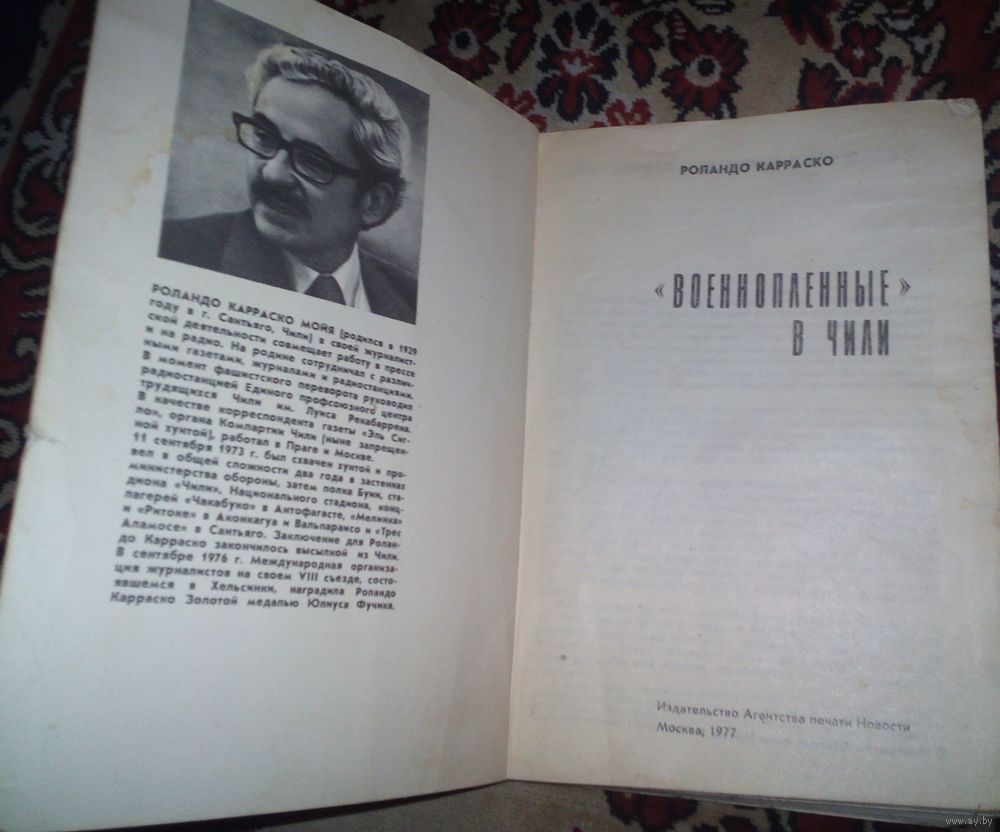 РОЛАНДО КАРРАСКО МОЙЯ (родился в 1929
году в г. Сантьяго, Чили) в своей журналист-
ской деятельности совмещает работу в прессе
и на радио. На родине сотрудничал с различ-
ными газетами, журналами и радиостанциями.
В момент фашистского переворота руководил
радиостанцией Единого профсоюзного центра
трудящихся Чили им. Луиса Рекабаррена.
В качестве корреспондента газеты «Эль Сиг-
ло», органа Компартии Чили (ныне запрещен-
ной хунтой), работал в Праге и Москве.
11 сентября 1973 г. был схвачен хунтой и про-
вел в общей сложности два года в застенках
министерства обороны, затем полка Буин, ста-
диона «Чили», Национального стадиона, конц-
лагерей «Чакабуко» в Антофагасте, «Мелинка»
и «Ритоке» в Аконкагуа и Вальпараисо и «Трес
Аламосе» в Сантьяго. Заключение для Ролан-
до Карраско закончилось высылкой из Чили.
В сентябре 1976 г. Международная организа-
ция журналистов на своем VIII съезде, состо-
явшемся в Хельсинки, наградила Роландо
Карраско Золотой медалью Юлиуса Фучика.
РОЛАНДО КАРРАСКО
«ВОЕННОПЛЕННЫЕ»
В ЧИЛИ
Издательство Агентства печати Новости
Москва, 1977
www.ay.by